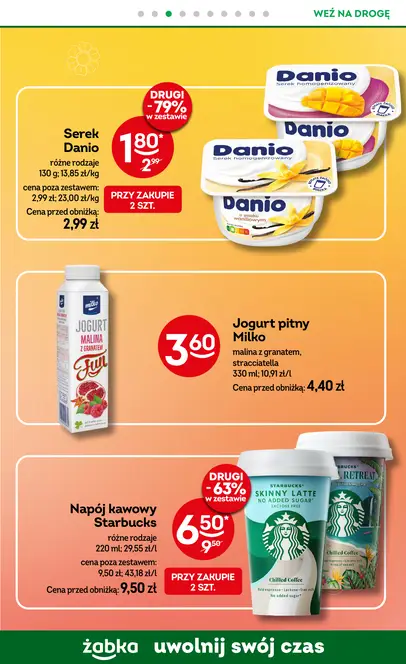 WEŹ NA DROGĘ
DRUGI
-79%
w zestawie
Serek
Danio
różne rodzaje
130 g; 13,85 zł/kg
cena poza zestawem:
2,99 zł; 23,00 zł/kg
Cena przed obniżką:
2,99 zł
1 80*
2 99
PRZY ZAKUPIE
2 SZT.
Danio
Serek homogenizowany
Danio
Serek homogenizowany
Danio
o smaku
waniliowym
milko
JOGURT
MALINA
Z GRANATEM
Fun
3 60
Jogurt pitny
Milko
malina z granatem,
stracciatella
330 ml; 10,91 zł/l
Cena przed obniżką: 4,40 zł
DRUGI
-63%
w zestawie
Napój kawowy
Starbucks
różne rodzaje
220 ml; 29,55 zł/l
cena poza zestawem:
9,50 zł; 43,18 zł/l
Cena przed obniżką: 9,50 zł
6 50*
9 50
PRZY ZAKUPIE
2 SZT.
STARBUCKS
SKINNY LATTE
NO ADDED SUGAR*
Chilled Coffee
RETREAT
Chilled Coffee
żabka uwolnij swój czas